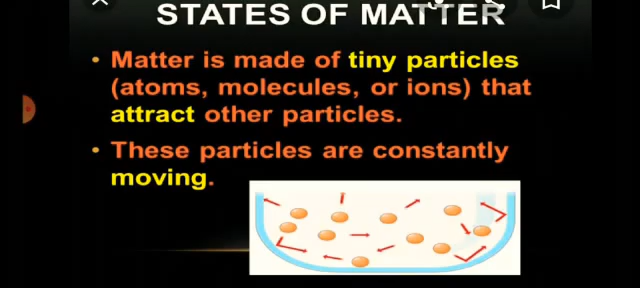 STATES OF MATTER
• Matter is made of tiny particles
(atoms, molecules, or ions) that
attract other particles.
• These particles are constantly
moving.